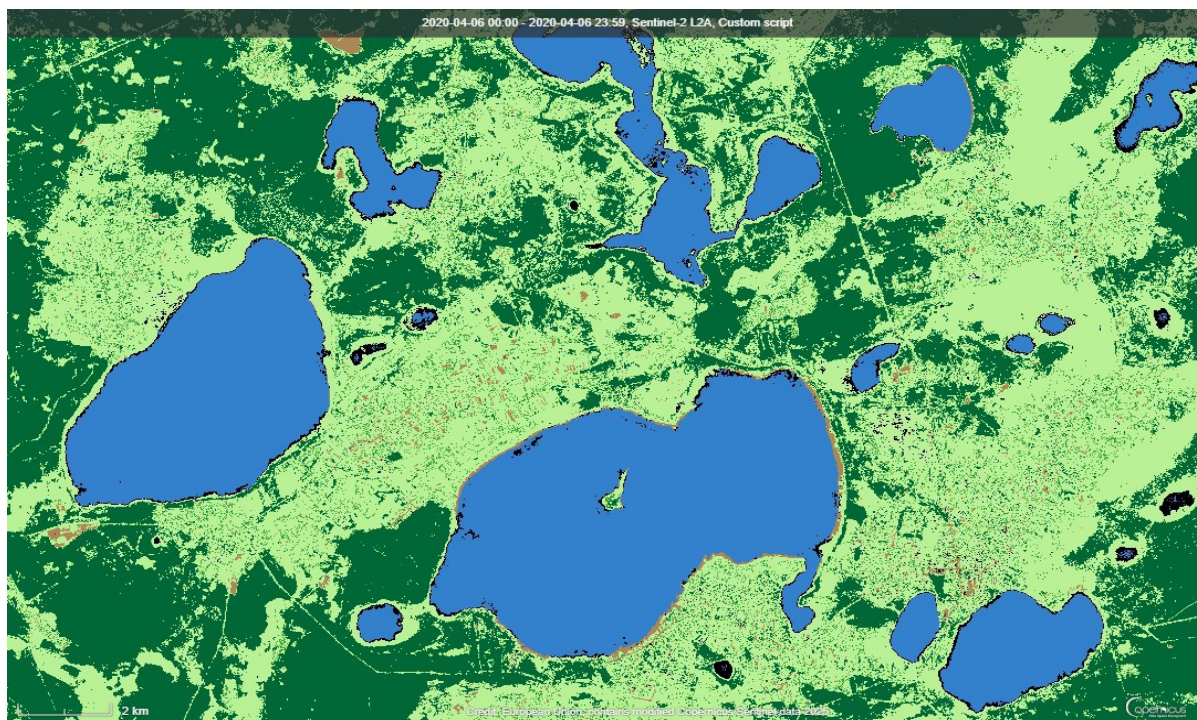 2020-04-06 00:00 - 2020-04-06 23:59, Sentinel-2 L2A, Custom script
2 km
Credit: European Union, contains modified Copernicus Sentinel data 2025
opernicus